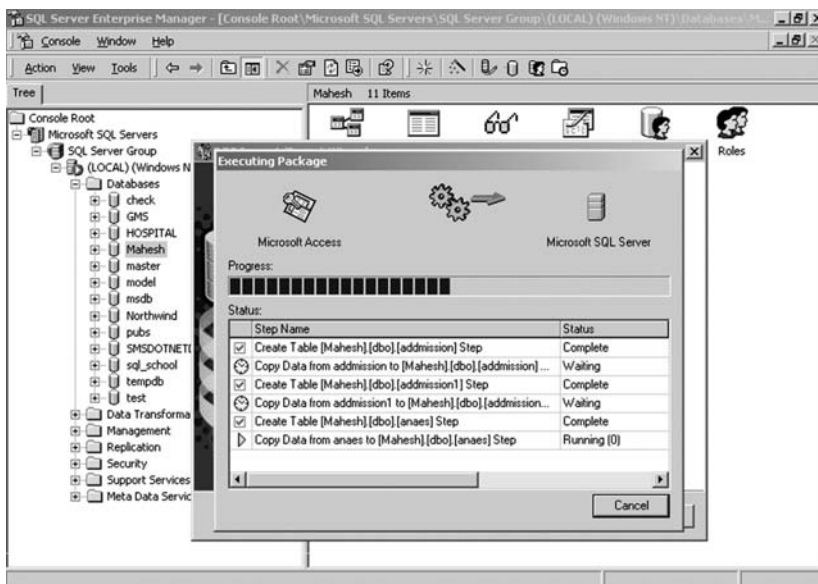 SQL Server Enterprise Manager - [Console Root\Microsoft SQL Servers\SQL Server Group\(LOCAL) (Windows NT)\Databases\M...
Console Window Help
Action View Tools
Tree
Mahesh 11 Items
Console Root
Microsoft SQL Servers
SQL Server Group
(LOCAL) (Windows N
Databases
check
GMS
HOSPITAL
Mahesh
master
model
msdb
Northwind
pubs
SMSDOTNET(
sql_school
tempdb
test
Data Transforma
Management
Replication
Security
Support Services
Meta Data Servic
Roles
Executing Package
Microsoft Access
Microsoft SQL Server
Progress:
Status:
Step Name Status
Create Table [Mahesh].[dbo].[addmission] Step Complete
Copy Data from addmission to [Mahesh].[dbo].[addmission] ... Waiting
Create Table [Mahesh].[dbo].[addmission1] Step Complete
Copy Data from addmission1 to [Mahesh].[dbo].[addmission... Waiting
Create Table [Mahesh].[dbo].[anaes] Step Complete
Copy Data from anaes to [Mahesh].[dbo].[anaes] Step Running (0)
Cancel